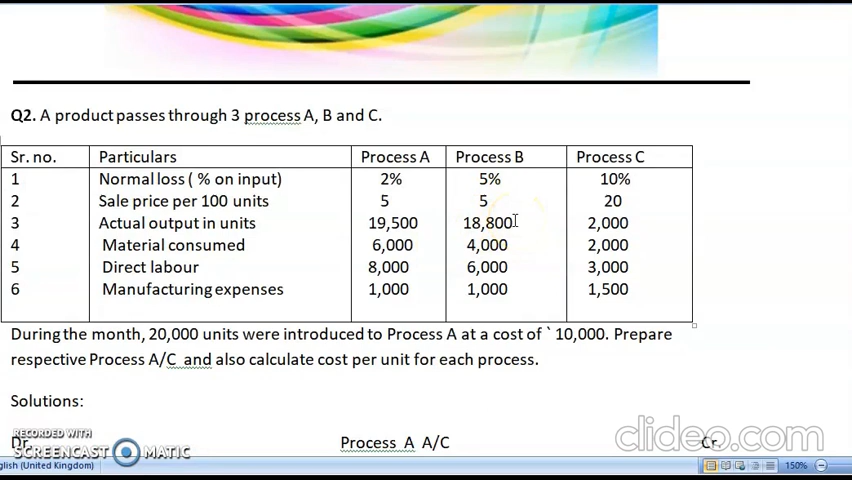 Q2. A product passes through 3 process A, B and C.
Sr. no. Particulars Process A Process B Process C
1 Normal loss ( % on input) 2% 5% 10%
2 Sale price per 100 units 5 5 20
3 Actual output in units 19,500 18,800 2,000
4 Material consumed 6,000 4,000 2,000
5 Direct labour 8,000 6,000 3,000
6 Manufacturing expenses 1,000 1,000 1,500
During the month, 20,000 units were introduced to Process A at a cost of ` 10,000. Prepare
respective Process A/C and also calculate cost per unit for each process.
Solutions:
Dr. Process A A/C Cr.
RECORDED WITH
SCREENCAST MATIC
clideo.com
glish (United Kingdom) 150%